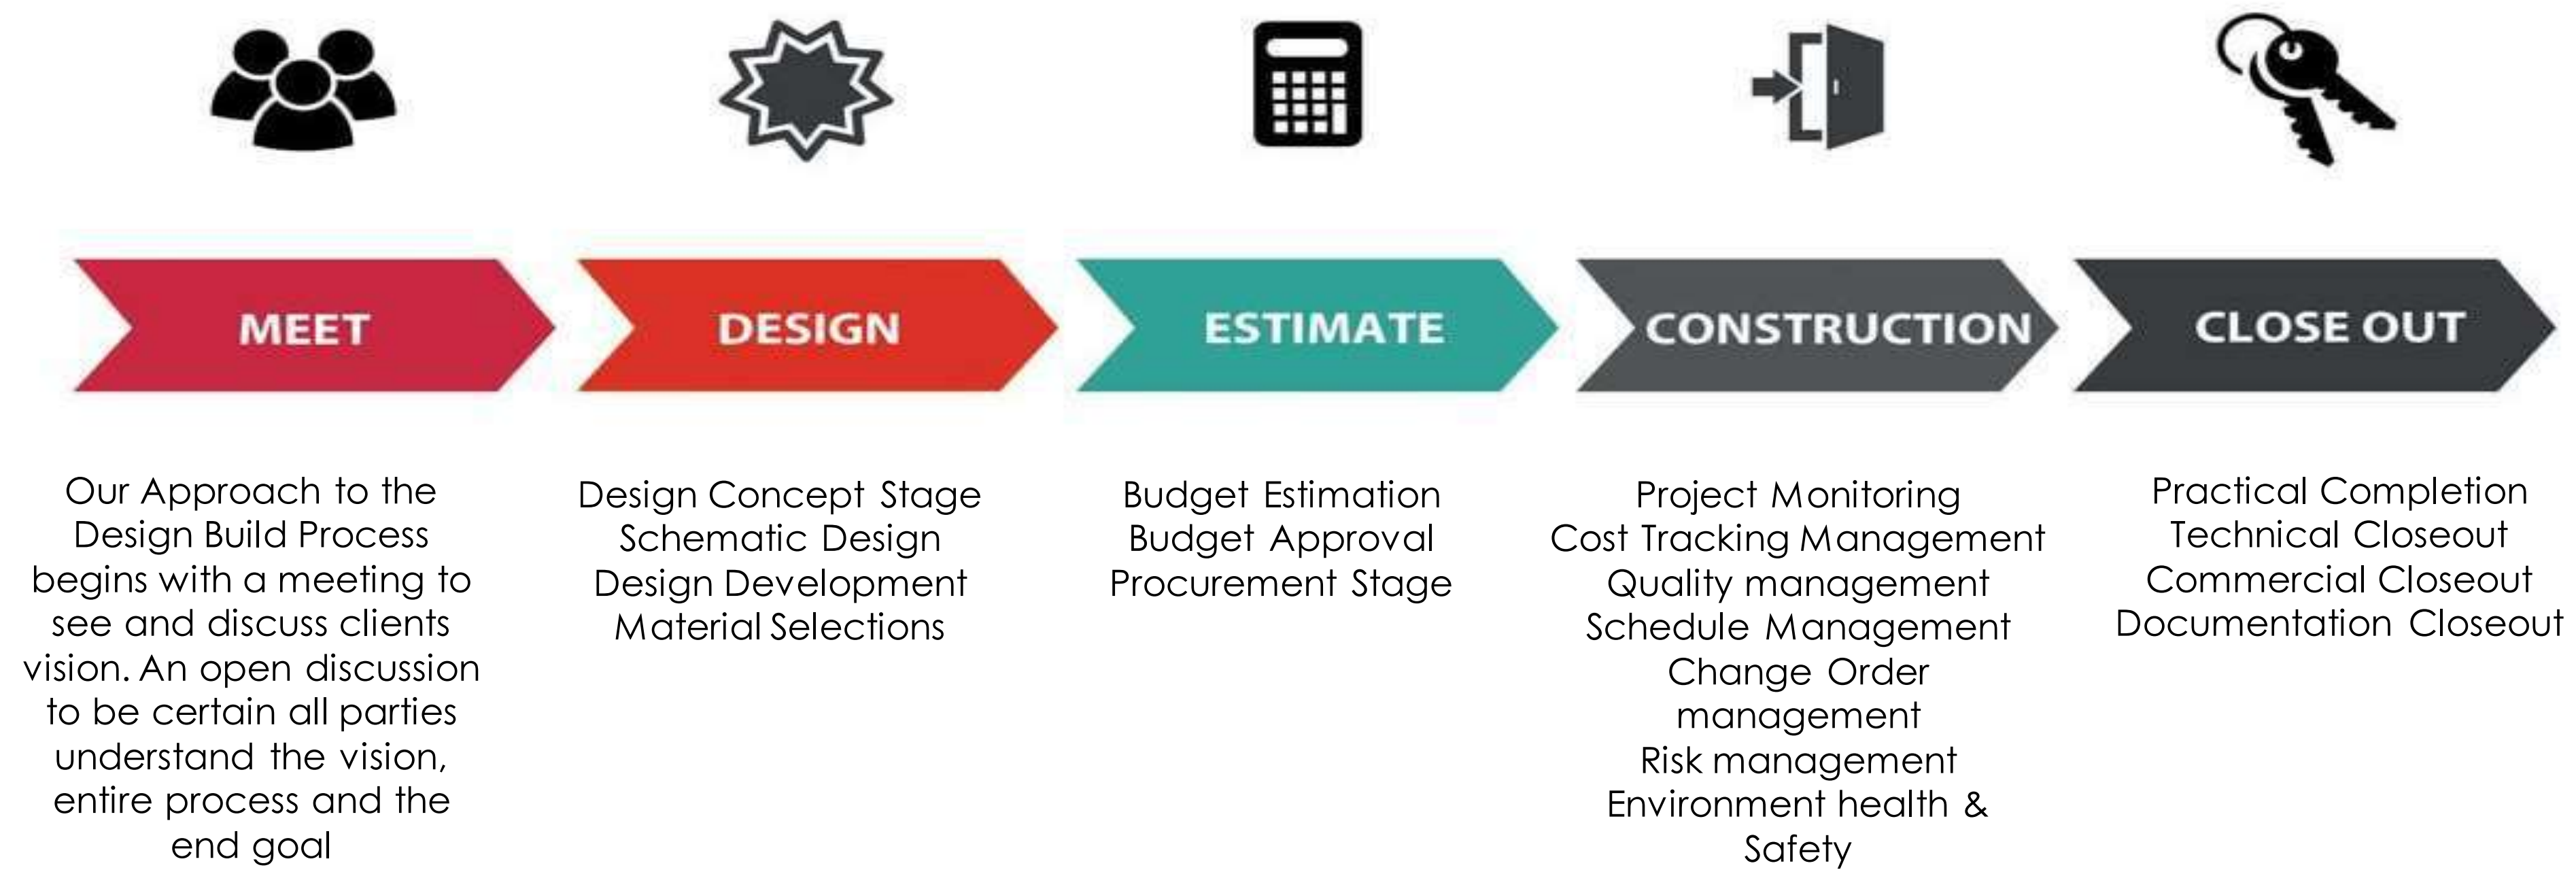 MEET
DESIGN
ESTIMATE
CONSTRUCTION
CLOSE OUT
Our Approach to the
Design Build Process
begins with a meeting to
see and discuss clients
vision. An open discussion
to be certain all parties
understand the vision,
entire process and the
end goal
Design Concept Stage
Schematic Design
Design Development
Material Selections
Budget Estimation
Budget Approval
Procurement Stage
Project Monitoring
Cost Tracking Management
Quality management
Schedule Management
Change Order
management
Risk management
Environment health &
Safety
Practical Completion
Technical Closeout
Commercial Closeout
Documentation Closeout